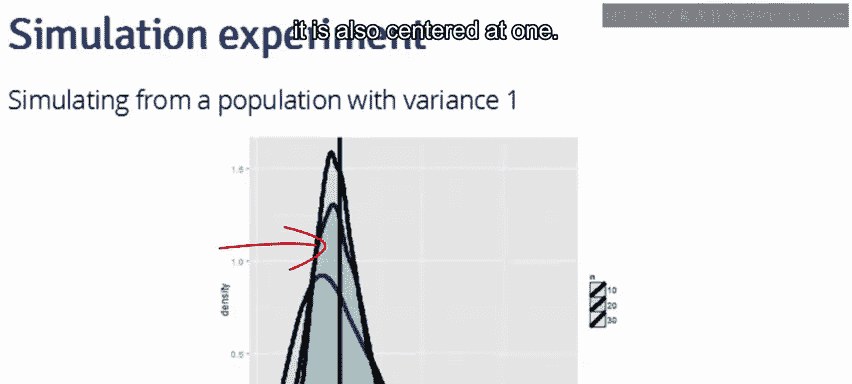 Simulation experiment
it is also centered at one.
Simulating from a population with variance 1
1.5
1.0
0.5
density
n
10
20
30